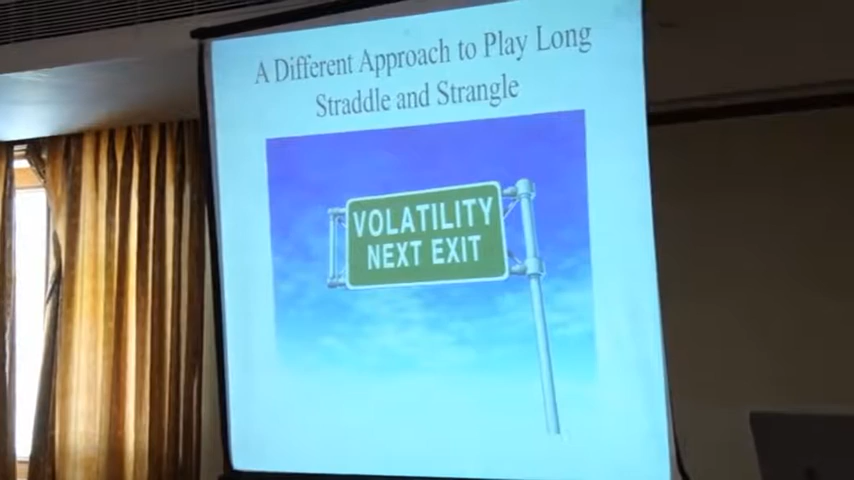 A Different Approach to Play Long
Straddle and Strangle
VOLATILITY
NEXT EXIT